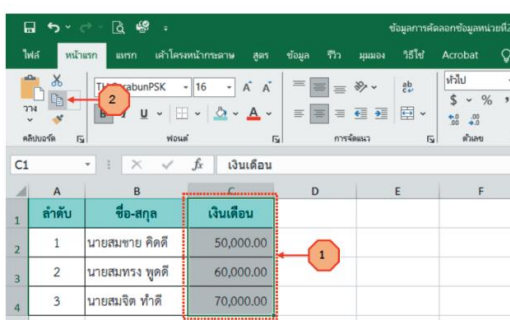 ข้อมูลการคัดลอกข้อมูลหน่วยที่2
ไฟล์ หน้าแรก แทรก เค้าโครงหน้ากระดาษ สูตร ข้อมูล รีวิว มุมมอง วิธีใช้ Acrobat
วาง
2
TH SarabunPSK 16 A A
B U A
ab
ทั่วไป
$ % 9
คลิปบอร์ด ฟอนต์ การจัดแนว ตัวเลข
C1 fx เงินเดือน
A B C D E F
1 ลำดับ ชื่อ-สกุล เงินเดือน
2 1 นายสมชาย คิดดี 50,000.00
1
3 2 นายสมทรง พูดดี 60,000.00
4 3 นายสมจิต ทำดี 70,000.00